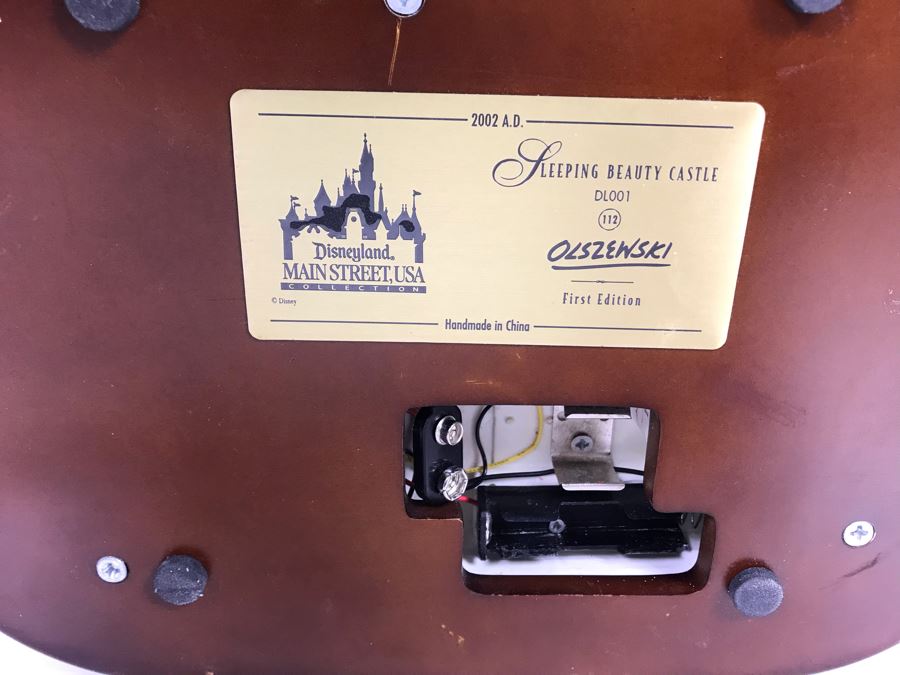 2002 A.D.
Disneyland®
MAIN STREET, USA
COLLECTION
© Disney
SLEEPING BEAUTY CASTLE
DL001
112
OLSZEWSKI
First Edition
Handmade in China